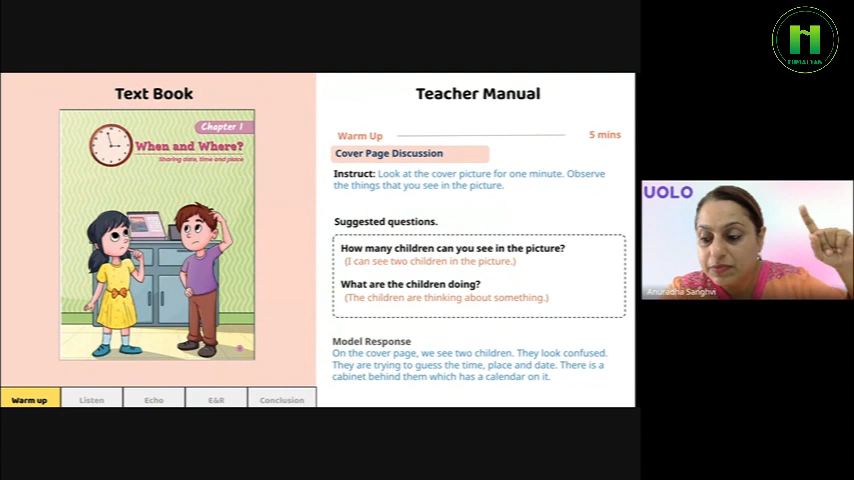 Text Book
Chapter 1
When and Where?
Sharing date, time and place
Warm up
Listen
Echo
E&R
Conclusion
Teacher Manual
Warm Up
5 mins
Cover Page Discussion
Instruct: Look at the cover picture for one minute. Observe
the things that you see in the picture.
Suggested questions.
How many children can you see in the picture?
(I can see two children in the picture.)
What are the children doing?
(The children are thinking about something.)
Model Response
On the cover page, we see two children. They look confused.
They are trying to guess the time, place and date. There is a
cabinet behind them which has a calendar on it.
UOLO
Anuradha Sanghvi